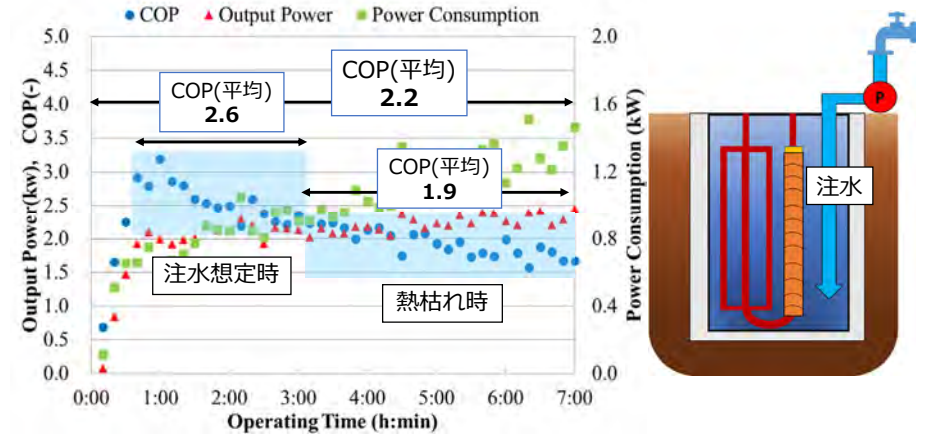 COP Output Power Power Consumption
Output Power(kw), COP(-)
5.0
4.5
4.0
3.5
3.0
2.5
2.0
1.5
1.0
0.5
0.0
COP(平均)
2.6
COP(平均)
2.2
COP(平均)
1.9
注水想定時
熱枯れ時
2.0
1.6
1.2
0.8
0.4
0.0
Power Consumption (kW)
0:00 1:00 2:00 3:00 4:00 5:00 6:00 7:00
Operating Time (h:min)
P
注水